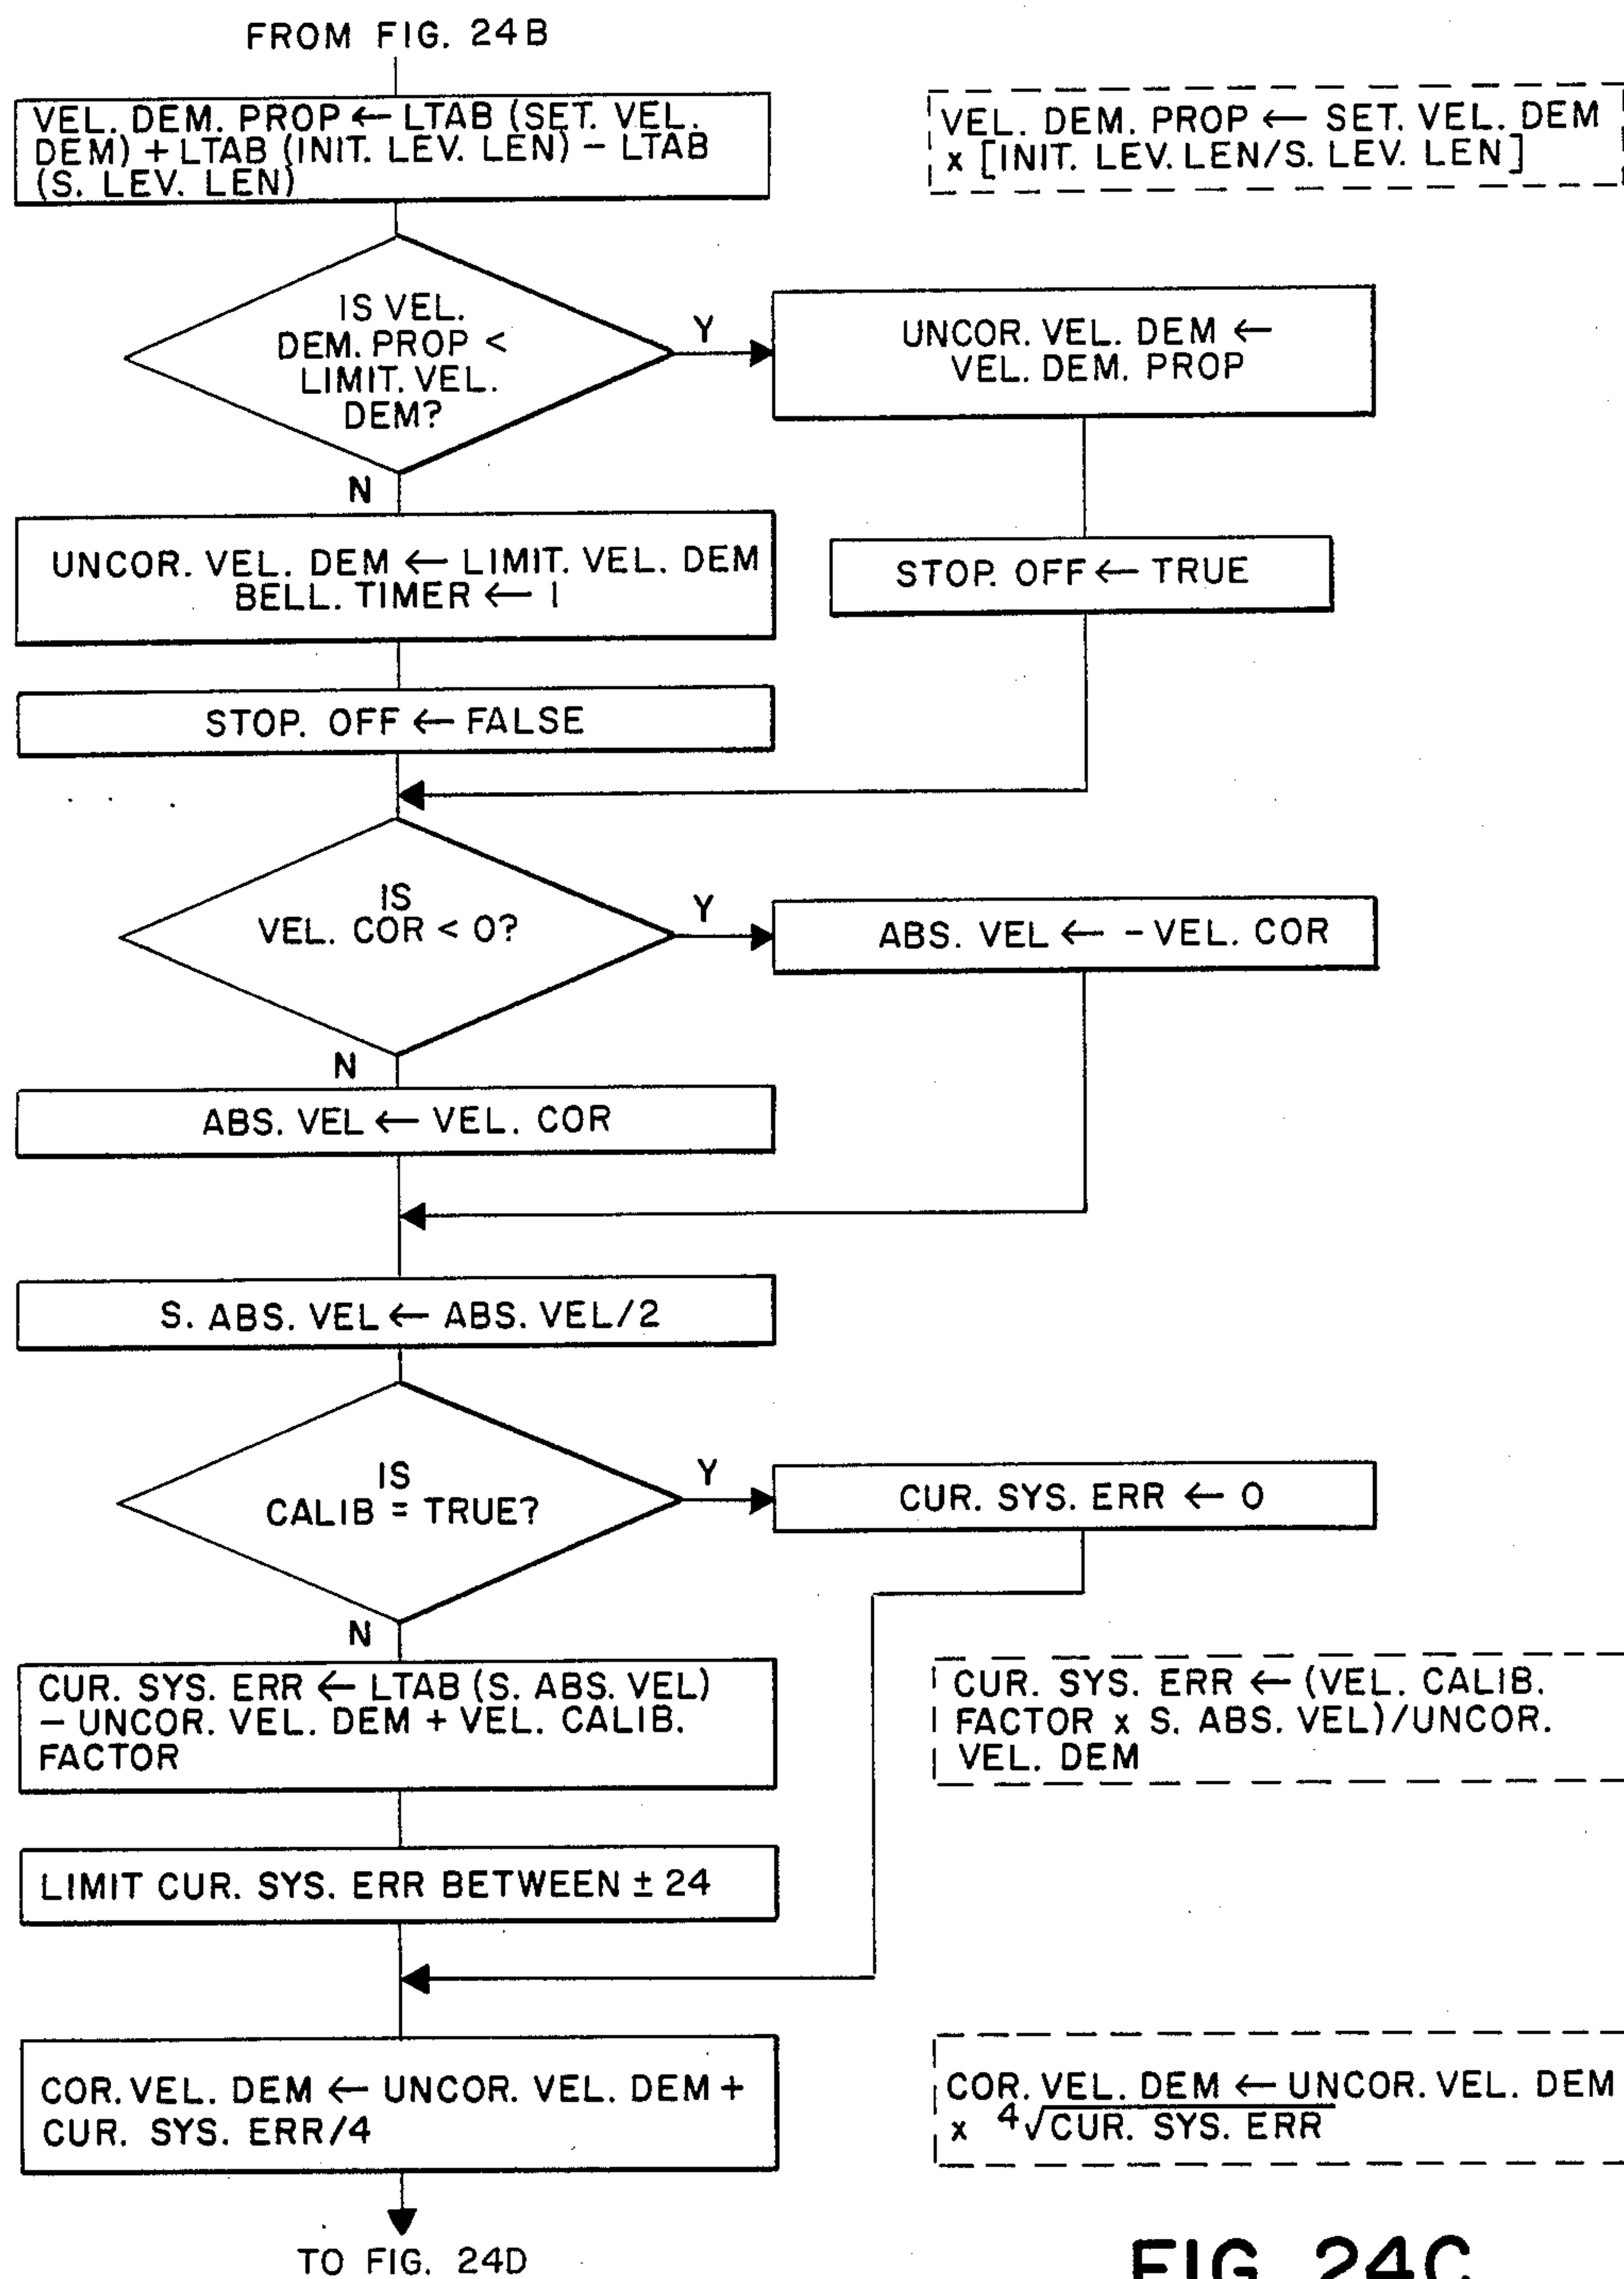 FROM FIG. 24B
VEL. DEM. PROP ← LTAB (SET. VEL.
DEM) + LTAB (INIT. LEV. LEN) – LTAB
(S. LEV. LEN)
VEL. DEM. PROP ← SET. VEL. DEM
x [INIT. LEV. LEN/S. LEV. LEN]
IS VEL.
DEM. PROP <
LIMIT. VEL.
DEM?
Y
UNCOR. VEL. DEM ←
VEL. DEM. PROP
N
UNCOR. VEL. DEM ← LIMIT. VEL. DEM
BELL. TIMER ← 1
STOP. OFF ← TRUE
STOP. OFF ← FALSE
IS
VEL. COR < 0?
Y
ABS. VEL ← – VEL. COR
N
ABS. VEL ← VEL. COR
S. ABS. VEL ← ABS. VEL/2
IS
CALIB = TRUE?
Y
CUR. SYS. ERR ← 0
N
CUR. SYS. ERR ← LTAB (S. ABS. VEL)
– UNCOR. VEL. DEM + VEL. CALIB.
FACTOR
CUR. SYS. ERR ← (VEL. CALIB.
FACTOR x S. ABS. VEL)/UNCOR.
VEL. DEM
LIMIT CUR. SYS. ERR BETWEEN ± 24
COR. VEL. DEM ← UNCOR. VEL. DEM +
CUR. SYS. ERR/4
COR. VEL. DEM ← UNCOR. VEL. DEM
x 4√CUR. SYS. ERR
TO FIG. 24D
FIG. 24C